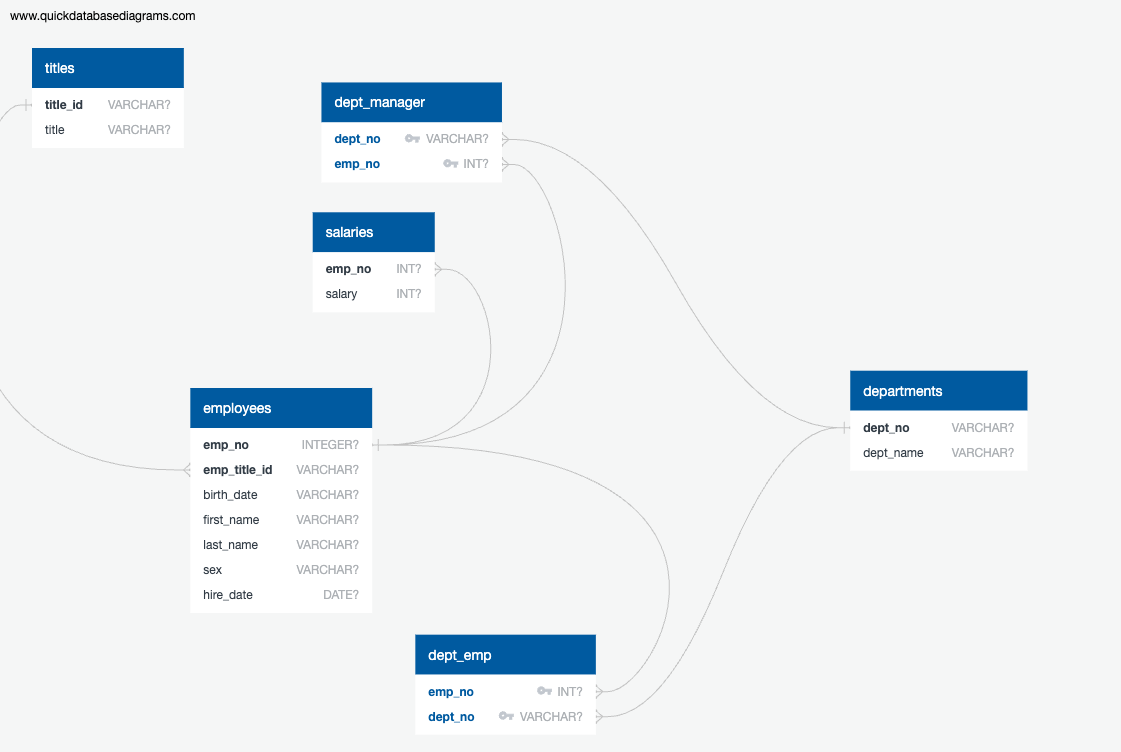 www.quickdatabasediagrams.com
titles
title_id VARCHAR?
title VARCHAR?
dept_manager
dept_no VARCHAR?
emp_no INT?
salaries
emp_no INT?
salary INT?
employees
emp_no INTEGER?
emp_title_id VARCHAR?
birth_date VARCHAR?
first_name VARCHAR?
last_name VARCHAR?
sex VARCHAR?
hire_date DATE?
departments
dept_no VARCHAR?
dept_name VARCHAR?
dept_emp
emp_no INT?
dept_no VARCHAR?